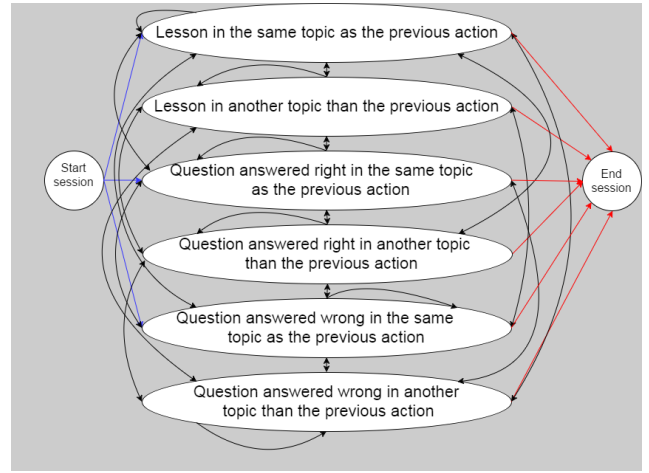 Lesson in the same topic as the previous action
Lesson in another topic than the previous action
Start
session
Question answered right in the same topic
as the previous action
End
session
Question answered right in another topic
than the previous action
Question answered wrong in the same
topic as the previous action
Question answered wrong in another
topic than the previous action